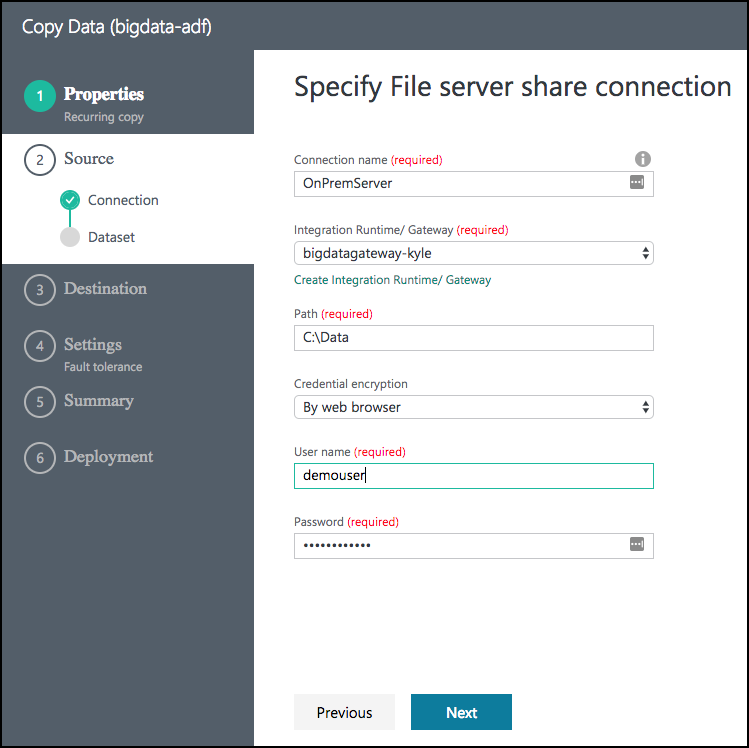 Copy Data (bigdata-adf)
1
Properties
Recurring copy
2
Source
Connection
Dataset
3
Destination
4
Settings
Fault tolerance
5
Summary
6
Deployment
Specify File server share connection
Connection name (required)
i
OnPremServer
Integration Runtime/ Gateway (required)
bigdatagateway-kyle
Create Integration Runtime/ Gateway
Path (required)
C:\Data
Credential encryption
By web browser
User name (required)
demouser
Password (required)
••••••••••••
Previous
Next